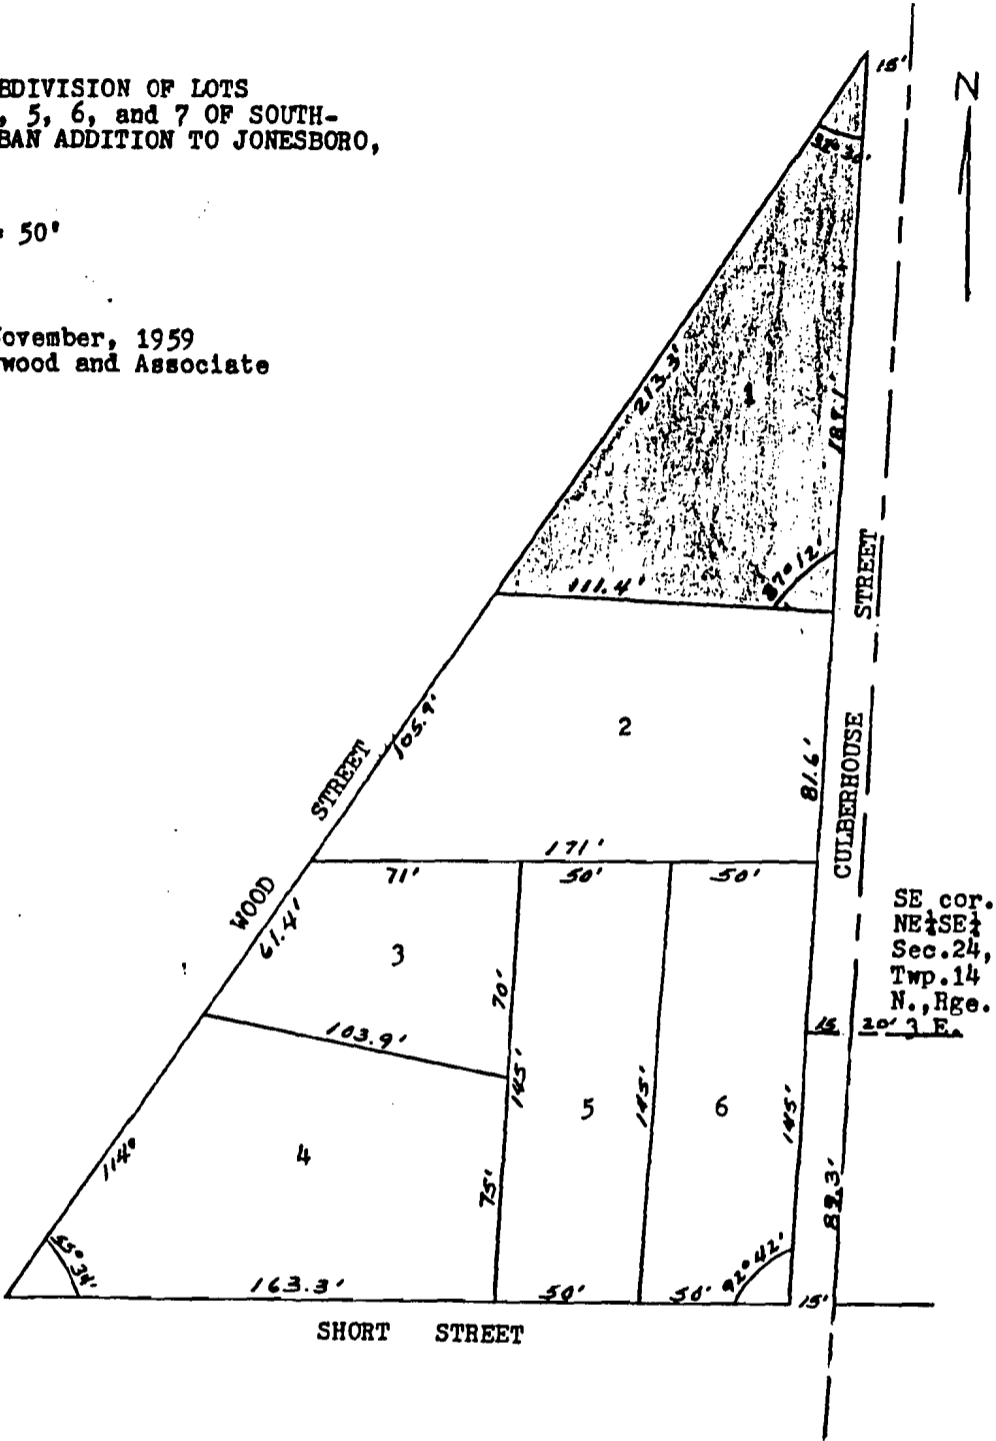 BDIVISION OF LOTS
, 5, 6, and 7 OF SOUTH-
BAN ADDITION TO JONESBORO,
= 50'
November, 1959
wood and Associate
15'
N
213.3'
1
187.1'
87°12'
111.4'
STREET
2
105.9'
81.6'
STREET
CULBERHOUSE
171'
71'
50'
50'
WOOD
61.4'
3
70'
SE cor.
NE¼SE¼
Sec.24,
Twp.14
N.,Rge.
3 E.
15
20'
103.9'
145'
5
145'
6
145'
114'
4
75'
89.3'
55°34'
163.3'
50'
50'
92°42'
15'
SHORT STREET